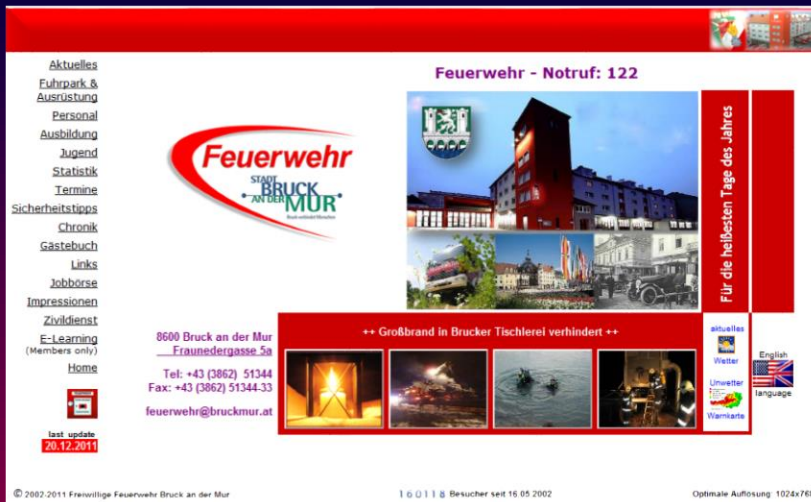 Feuerwehr - Notruf: 122
Aktuelles
Fuhrpark &
Ausrüstung
Personal
Ausbildung
Jugend
Statistik
Termine
Sicherheitstipps
Chronik
Gästebuch
Links
Jobbörse
Impressionen
Zivildienst
E-Learning
(Members only)
Home
last update
20.12.2011
Feuerwehr
STADT
BRUCK
AN DER
MUR
Für die heißesten Tage des Jahres
8600 Bruck an der Mur
Fraunedergasse 5a
Tel: +43 (3862) 51344
Fax: +43 (3862) 51344-33
feuerwehr@bruckmur.at
++ Großbrand in Brucker Tischlerei verhindert ++
aktuelles
Wetter
Unwetter
Warnkarte
English
language
© 2002-2011 Freiwillige Feuerwehr Bruck an der Mur
160118 Besucher seit 16.05.2002
Optimale Auflösung: 1024x76